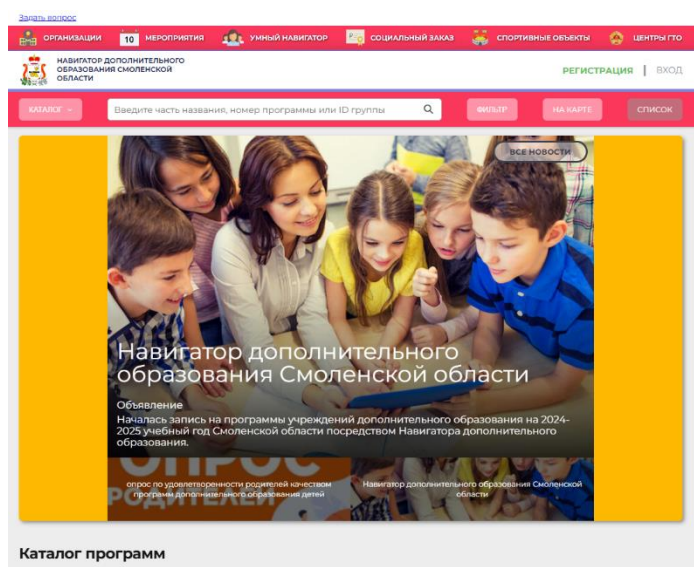 Задать вопрос
ОРГАНИЗАЦИИ 10 МЕРОПРИЯТИЯ УМНЫЙ НАВИГАТОР СОЦИАЛЬНЫЙ ЗАКАЗ СПОРТИВНЫЕ ОБЪЕКТЫ ЦЕНТРЫ ГТО
НАВИГАТОР ДОПОЛНИТЕЛЬНОГО
ОБРАЗОВАНИЯ СМОЛЕНСКОЙ
ОБЛАСТИ
РЕГИСТРАЦИЯ | ВХОД
КАТАЛОГ Введите часть названия, номер программы или ID группы ФИЛЬТР НА КАРТЕ СПИСОК
ВСЕ НОВОСТИ
Навигатор дополнительного
образования Смоленской области
Объявление
Началась запись на программы учреждений дополнительного образования на 2024-
2025 учебный год Смоленской области посредством Навигатора дополнительного
образования.
ОПРОС
РОДИТЕЛЕЙ
опрос по удовлетворенности родителей качеством
программ дополнительного образования детей
Навигатор дополнительного образования Смоленской
области
Каталог программ